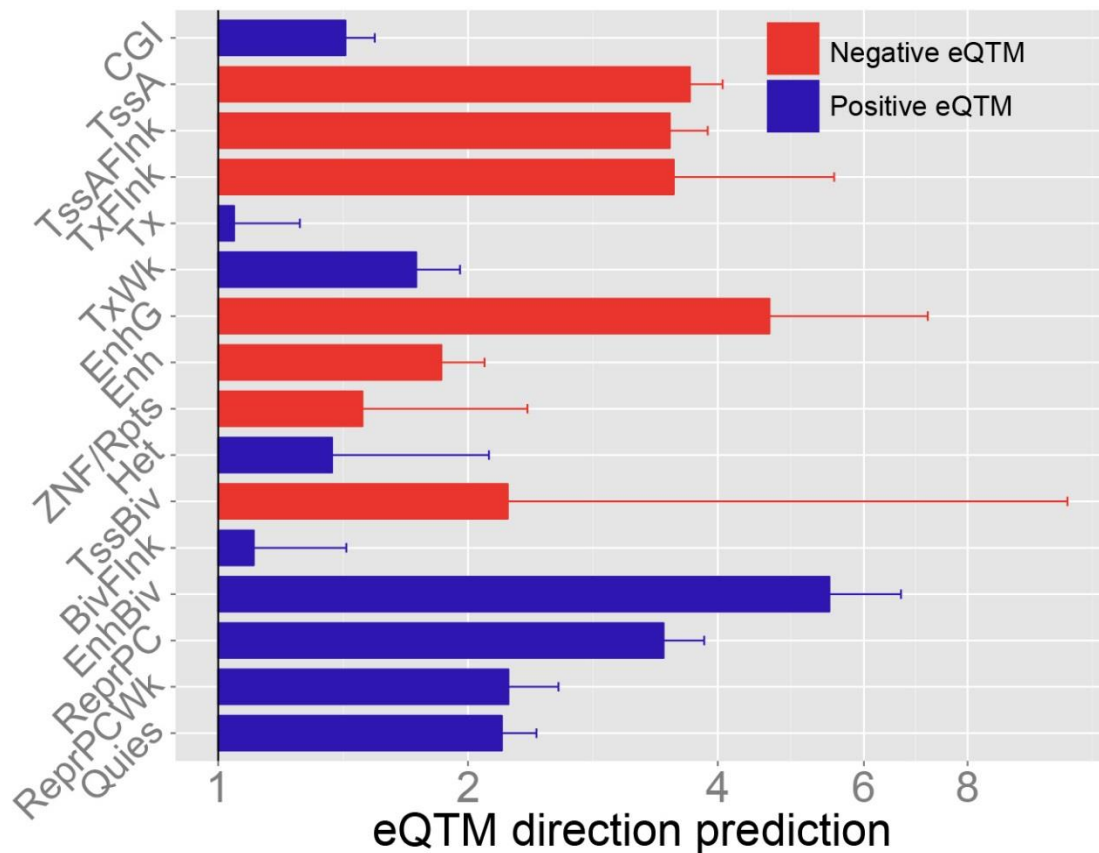 CGI
TssA
TssAFlnk
TxFlnk
Tx
TxWk
EnhG
Enh
ZNF/Rpts
Het
TssBiv
BivFlnk
EnhBiv
ReprPC
ReprPCWk
Quies
Negative eQTM
Positive eQTM
1 2 4 6 8
eQTM direction prediction